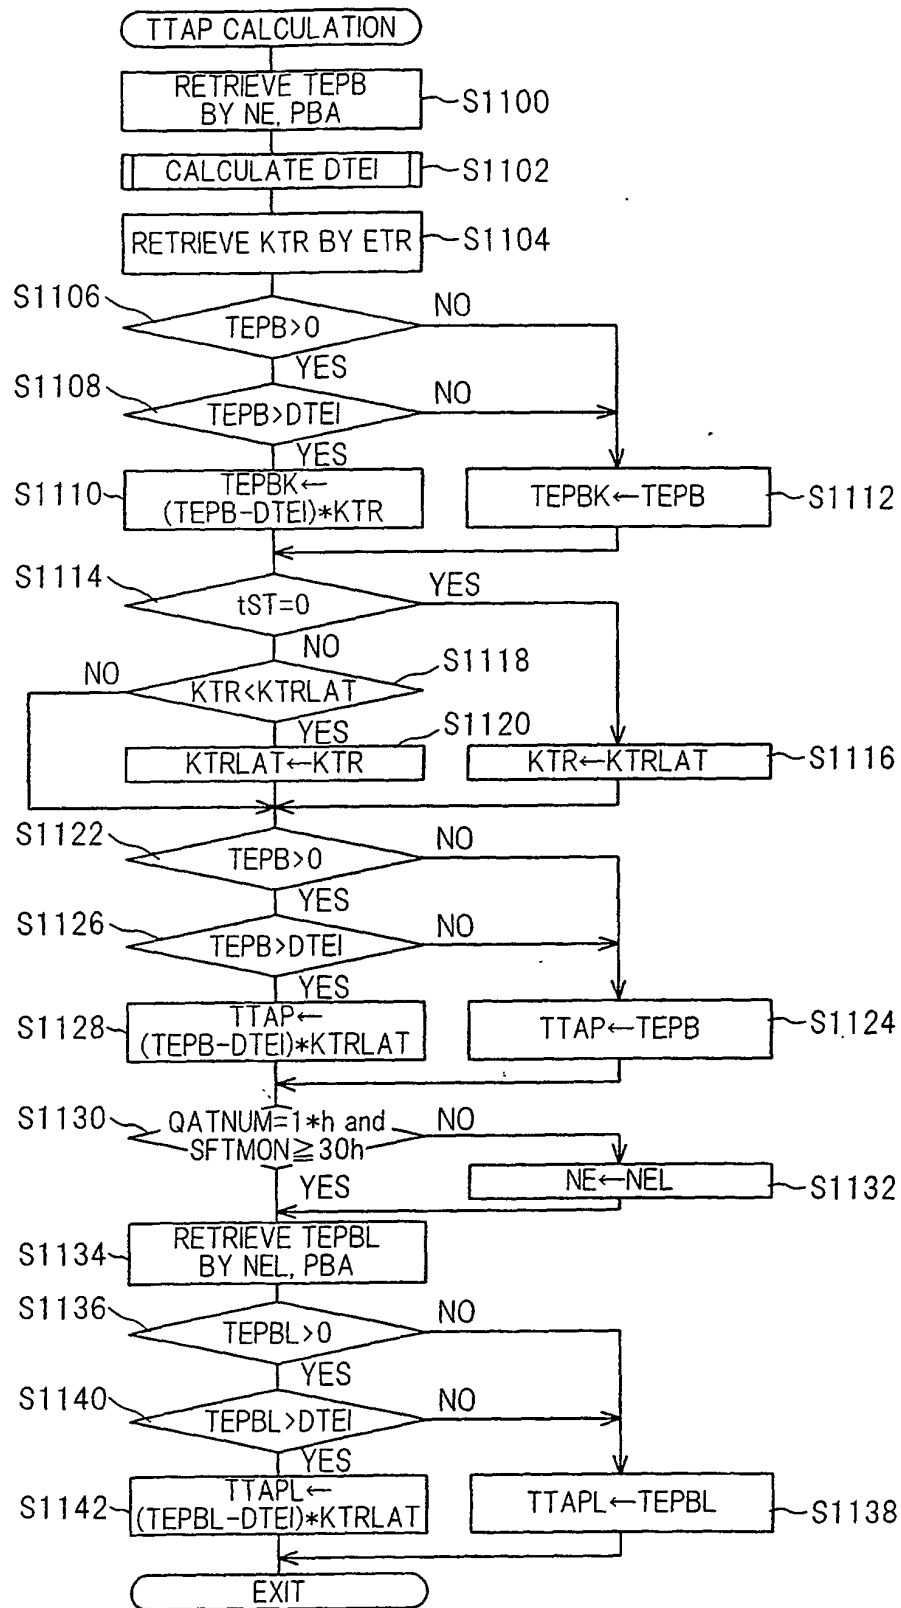 TTAP CALCULATION
RETRIEVE TEPB
BY NE, PBA
S1100
CALCULATE DTEI
S1102
RETRIEVE KTR BY ETR
S1104
S1106
TEPB>0
NO
YES
S1108
TEPB>DTEI
NO
YES
S1110
TEPBK←
(TEPB-DTEI)*KTR
TEPBK←TEPB
S1112
S1114
tST=0
YES
NO
S1118
NO
KTR<KTRLAT
YES
S1120
KTRLAT←KTR
KTR←KTRLAT
S1116
S1122
TEPB>0
NO
YES
S1126
TEPB>DTEI
NO
YES
S1128
TTAP←
(TEPB-DTEI)*KTRLAT
TTAP←TEPB
S1124
S1130
QATNUM=1*h and
SFTMON≧30h
NO
YES
NE←NEL
S1132
S1134
RETRIEVE TEPBL
BY NEL, PBA
S1136
TEPBL>0
NO
YES
S1140
TEPBL>DTEI
NO
YES
S1142
TTAPL←
(TEPBL-DTEI)*KTRLAT
TTAPL←TEPBL
S1138
EXIT